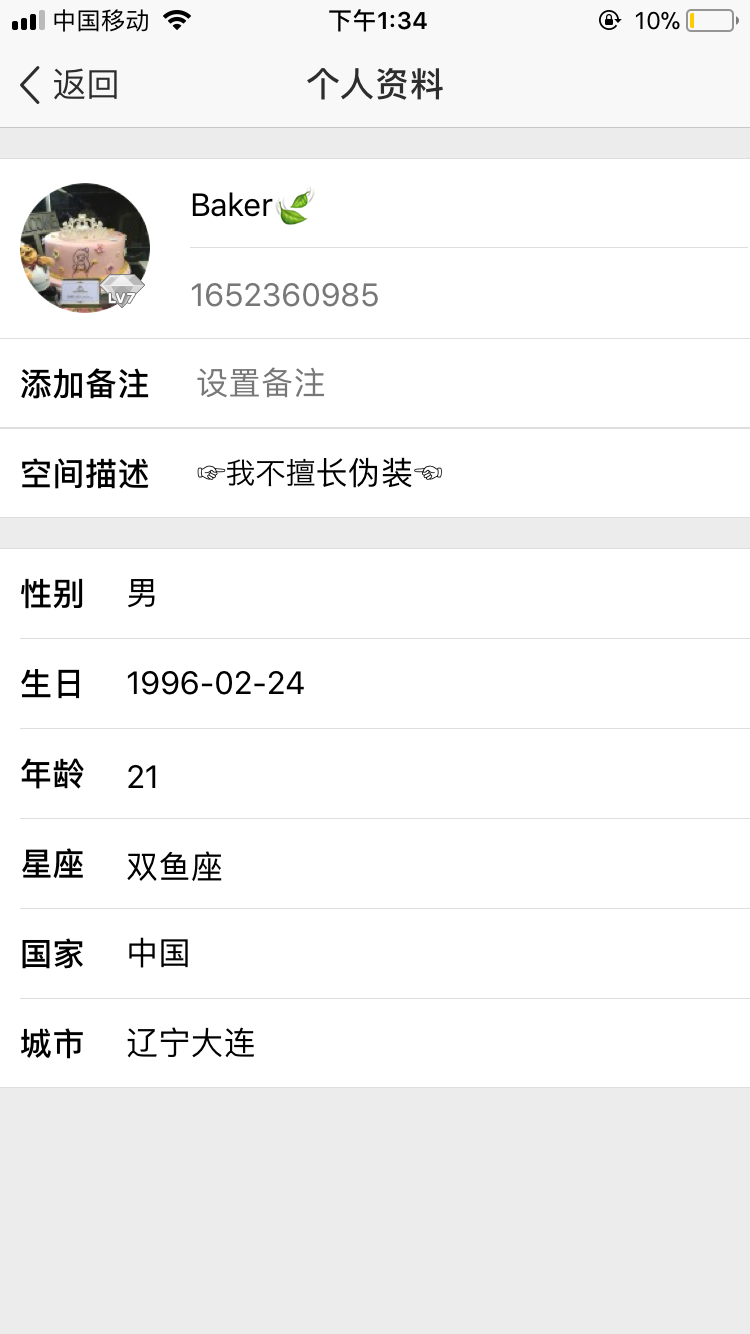 中国移动 下午1:34 10%
返回 个人资料
Baker🍃
LV7
1652360985
添加备注 设置备注
空间描述 ☞我不擅长伪装☜
性别 男
生日 1996-02-24
年龄 21
星座 双鱼座
国家 中国
城市 辽宁大连